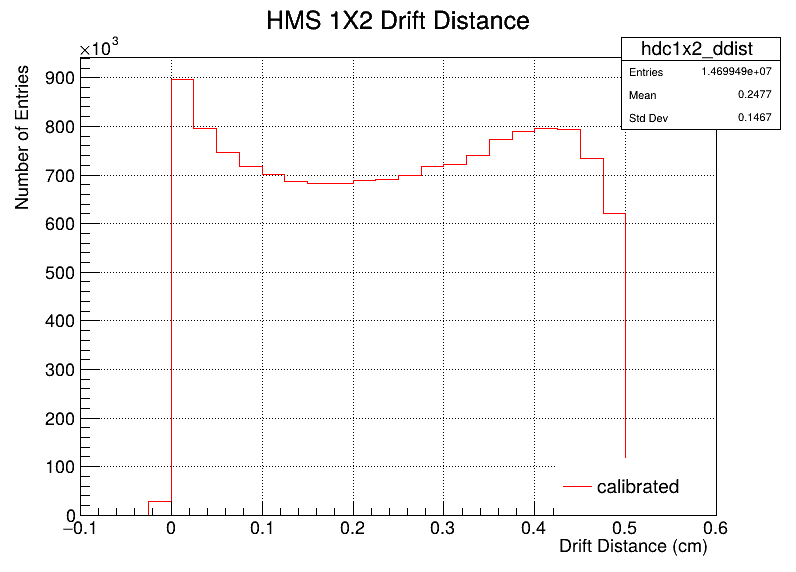 HMS 1X2 Drift Distance
×10³
hdc1x2_ddist
Entries 1.469949e+07
Mean 0.2477
Std Dev 0.1467
Number of Entries
900
800
700
600
500
400
300
200
100
0
calibrated
−0.1 0 0.1 0.2 0.3 0.4 0.5 0.6
Drift Distance (cm)